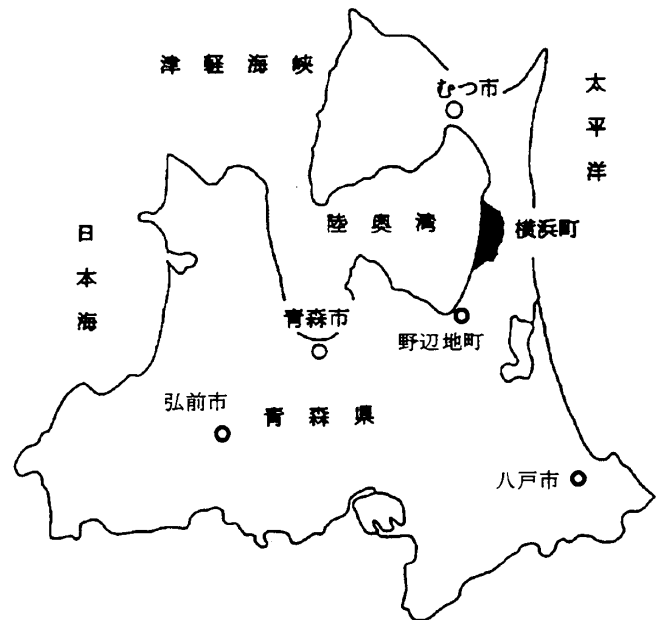 津軽海峡
むつ市
太平洋
陸奥湾
横浜町
日本海
青森市
野辺地町
弘前市
青森県
八戸市